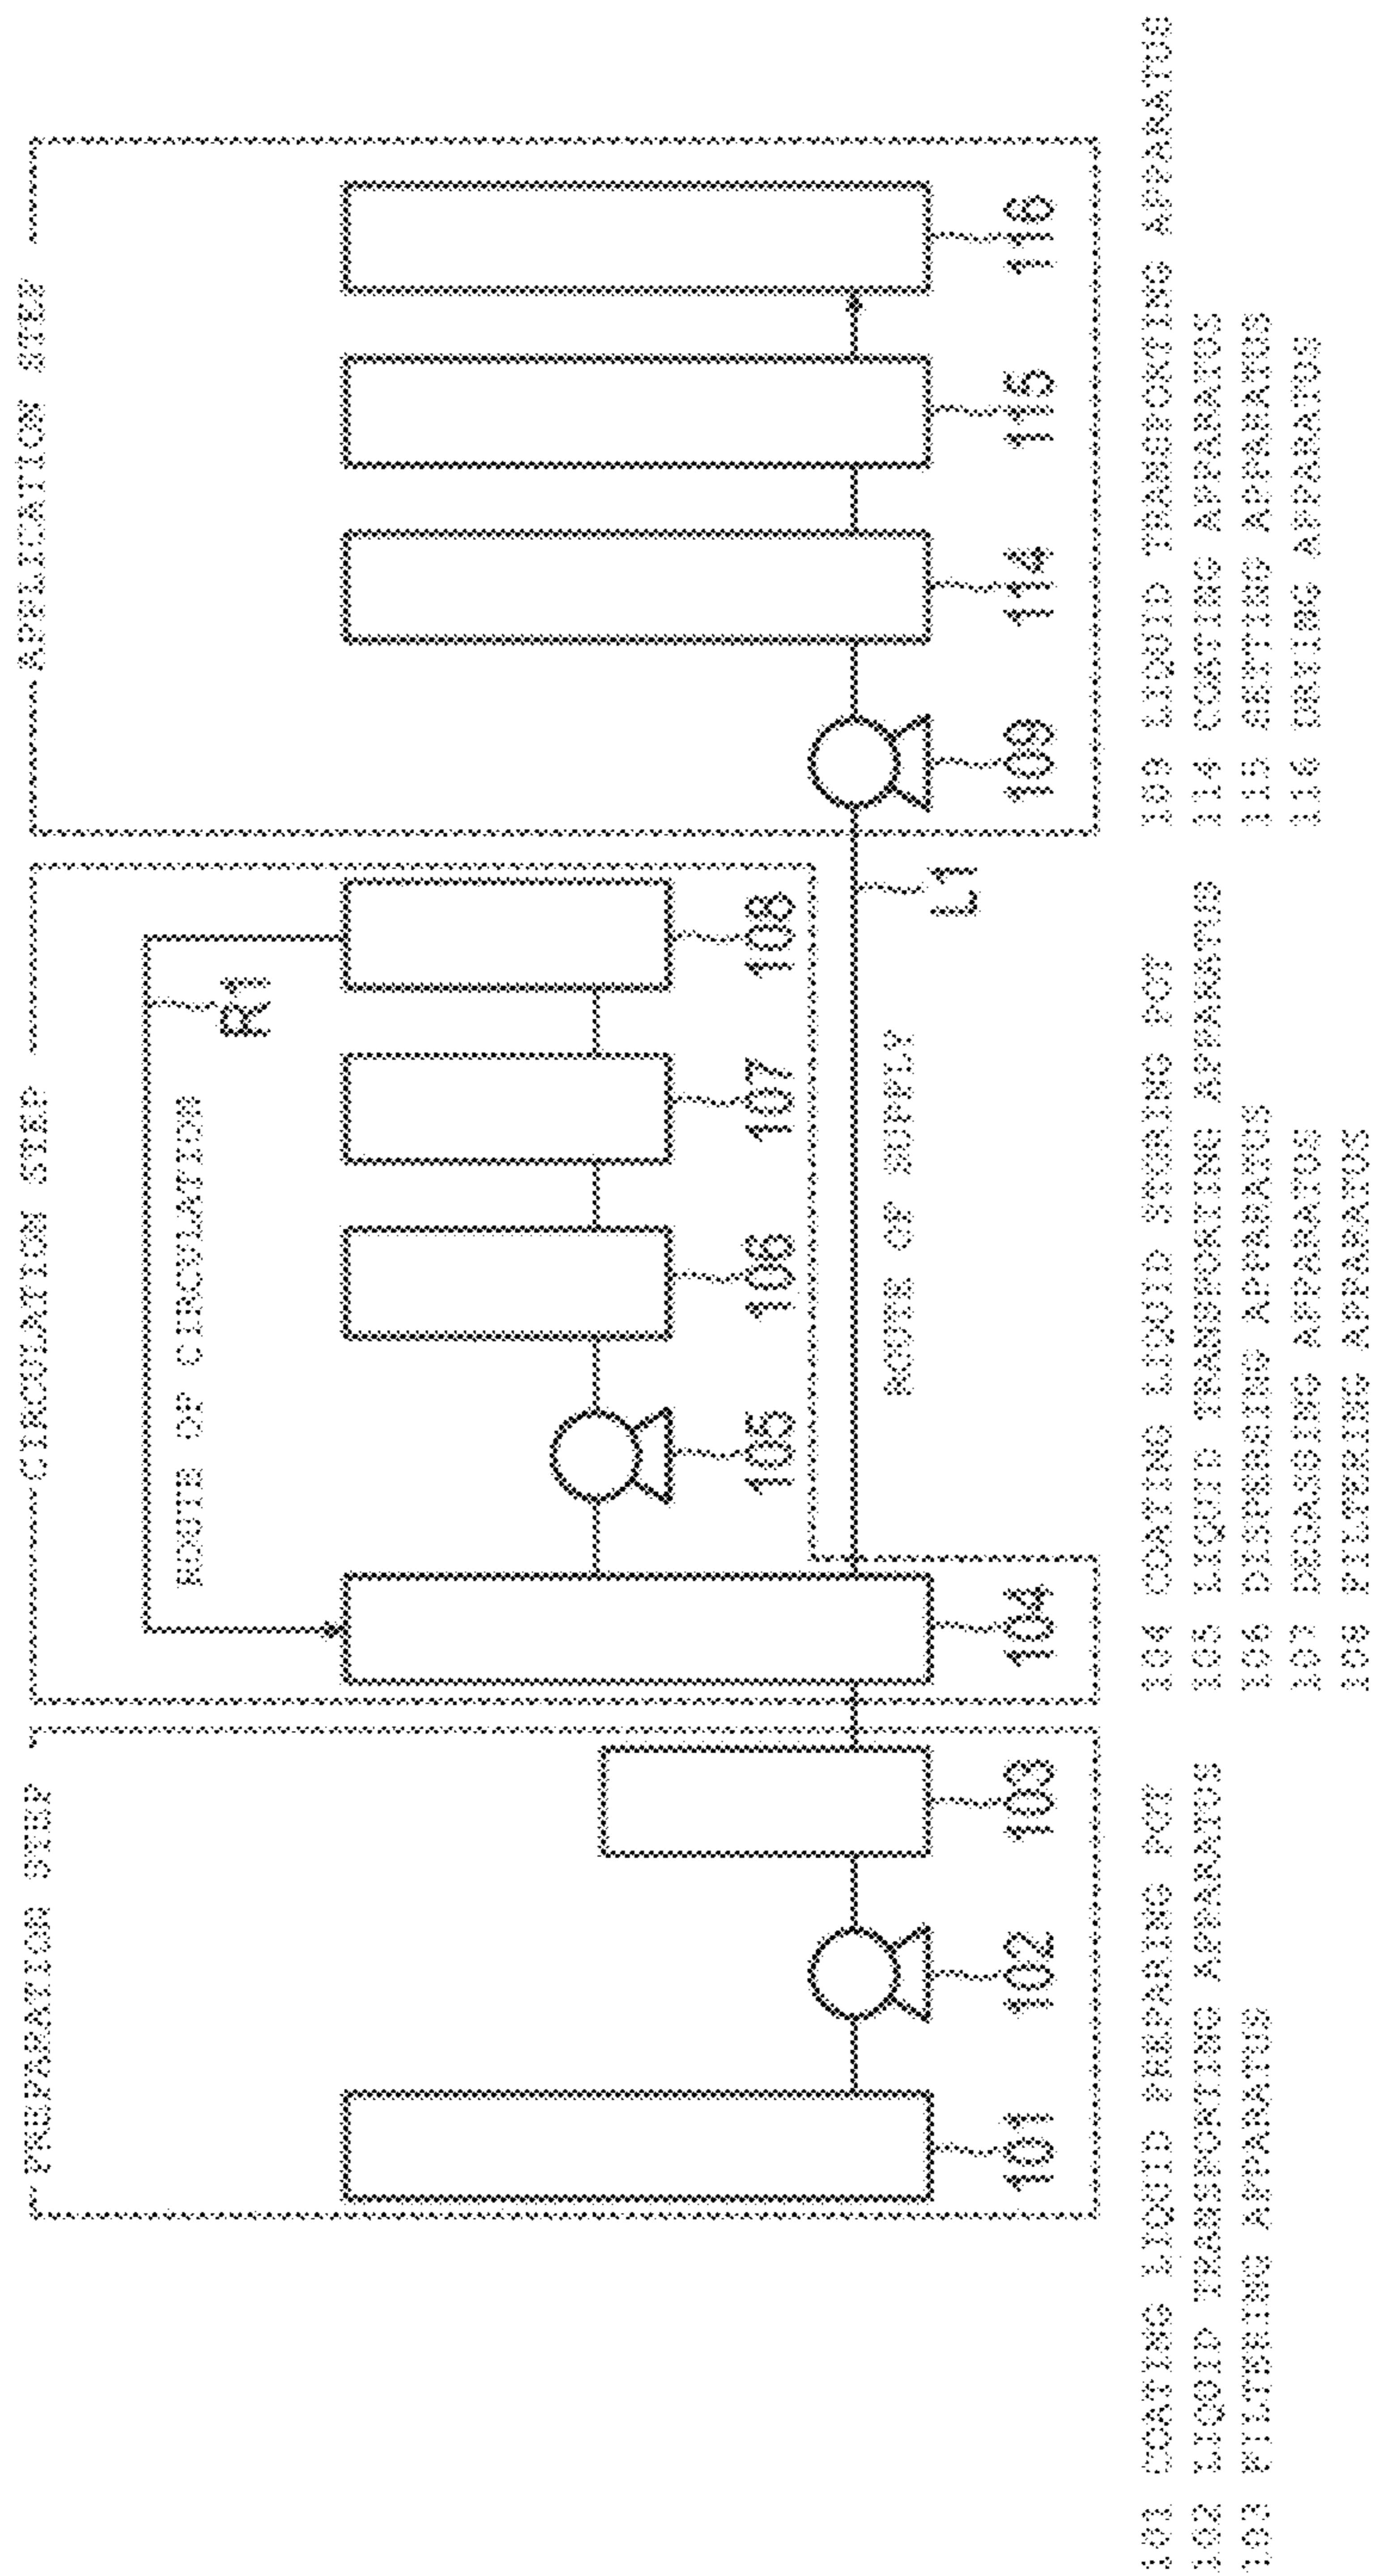 PREPARATION STEP
CIRCULATION STEP
APPLICATION STEP
ROUTE OF CIRCULATION
R1
105
106
107
108
ROUTE OF SUPPLY
L1
101
102
103
104
109
114
115
116
101 COATING LIQUID PREPARING POT
102 LIQUID TRANSPORTING APPARATUS
103 FILTERING APPARATUS
104 COATING LIQUID STORING POT
105 LIQUID TRANSPORTING APPARATUS
106 DISPERSING APPARATUS
107 DEGASSING APPARATUS
108 FILTERING APPARATUS
109 LIQUID TRANSPORTING APPARATUS
114 COATING APPARATUS
115 SETTING APPARATUS
116 DRYING APPARATUS